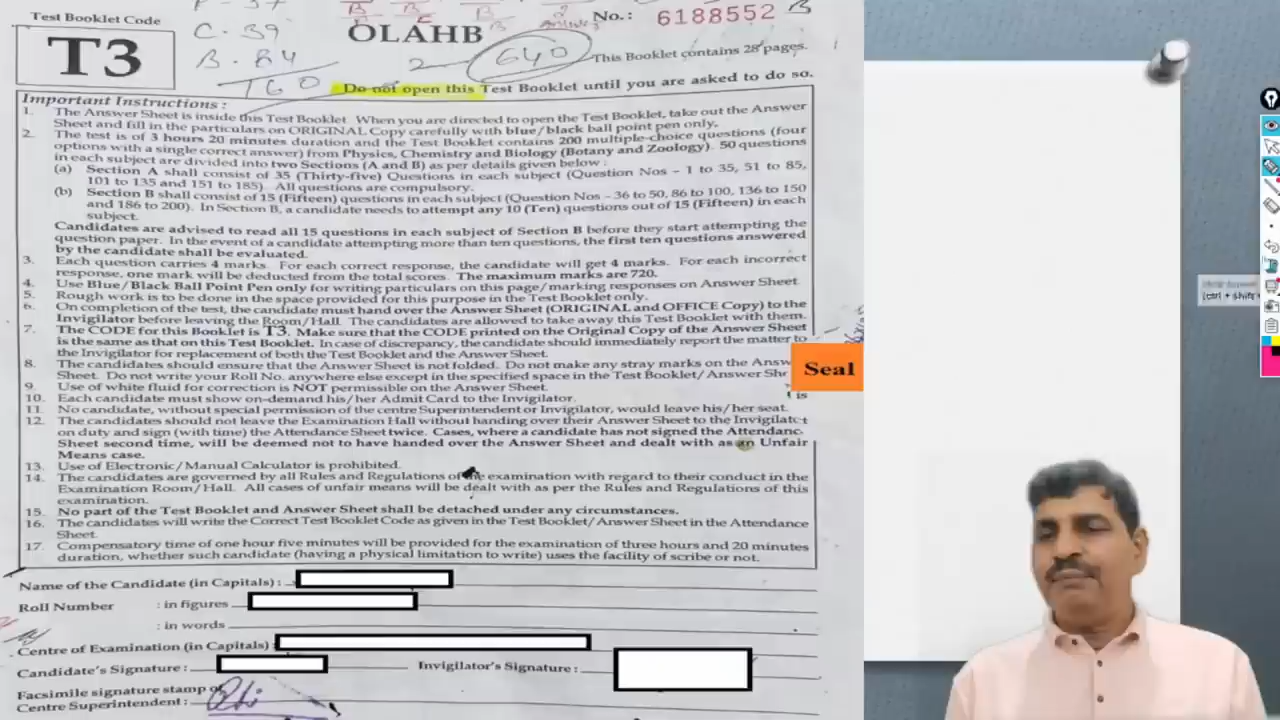 Test Booklet Code
No.: 6188552
C - 39
B - 84
T3
OLAHB
640
This Booklet contains 28 pages.
Do not open this Test Booklet until you are asked to do so.
Important Instructions :
1. The Answer Sheet is inside this Test Booklet. When you are directed to open the Test Booklet, take out the Answer
Sheet and fill in the particulars on ORIGINAL Copy carefully with blue/black ball point pen only.
2. The test is of 3 hours 20 minutes duration and the Test Booklet contains 200 multiple-choice questions (four
options with a single correct answer) from Physics, Chemistry and Biology (Botany and Zoology). 50 questions
in each subject are divided into two Sections (A and B) as per details given below :
(a) Section A shall consist of 35 (Thirty-five) Questions in each subject (Question Nos - 1 to 35, 51 to 85,
101 to 135 and 151 to 185). All questions are compulsory.
(b) Section B shall consist of 15 (Fifteen) questions in each subject (Question Nos - 36 to 50, 86 to 100, 136 to 150
and 186 to 200). In Section B, a candidate needs to attempt any 10 (Ten) questions out of 15 (Fifteen) in each
subject.
Candidates are advised to read all 15 questions in each subject of Section B before they start attempting the
question paper. In the event of a candidate attempting more than ten questions, the first ten questions answered
by the candidate shall be evaluated.
3. Each question carries 4 marks. For each correct response, the candidate will get 4 marks. For each incorrect
response, one mark will be deducted from the total scores. The maximum marks are 720.
4. Use Blue/Black Ball Point Pen only for writing particulars on this page/marking responses on Answer Sheet
5. Rough work is to be done in the space provided for this purpose in the Test Booklet only.
6. On completion of the test, the candidate must hand over the Answer Sheet (ORIGINAL and OFFICE Copy) to the
Invigilator before leaving the Room/Hall. The candidates are allowed to take away this Test Booklet with them.
7. The CODE for this Booklet is T3. Make sure that the CODE printed on the Original Copy of the Answer Sheet
is the same as that on this Test Booklet. In case of discrepancy, the candidate should immediately report the matter to
the Invigilator for replacement of both the Test Booklet and the Answer Sheet.
8. The candidates should ensure that the Answer Sheet is not folded. Do not make any stray marks on the Answ
Sheet. Do not write your Roll No. anywhere else except in the specified space in the Test Booklet/Answer Sh
Seal
9. Use of white fluid for correction is NOT permissible on the Answer Sheet.
10. Each candidate must show on-demand his/her Admit Card to the Invigilator.
11. No candidate, without special permission of the centre Superintendent or Invigilator, would leave his/her seat.
12. The candidates should not leave the Examination Hall without handing over their Answer Sheet to the Invigilator
on duty and sign (with time) the Attendance Sheet twice. Cases, where a candidate has not signed the Attendanc
Sheet second time, will be deemed not to have handed over the Answer Sheet and dealt with as an Unfair
Means case.
13. Use of Electronic/Manual Calculator is prohibited.
14. The candidates are governed by all Rules and Regulations of the examination with regard to their conduct in the
Examination Room/Hall. All cases of unfair means will be dealt with as per the Rules and Regulations of this
examination.
15. No part of the Test Booklet and Answer Sheet shall be detached under any circumstances.
16. The candidates will write the Correct Test Booklet Code as given in the Test Booklet/Answer Sheet in the Attendance
Sheet.
17. Compensatory time of one hour five minutes will be provided for the examination of three hours and 20 minutes
duration, whether such candidate (having a physical limitation to write) uses the facility of scribe or not.
Name of the Candidate (in Capitals) :
Roll Number : in figures
: in words
Centre of Examination (in Capitals) :
Candidate's Signature : Invigilator's Signature :
Facsimile signature stamp of
Centre Superintendent :